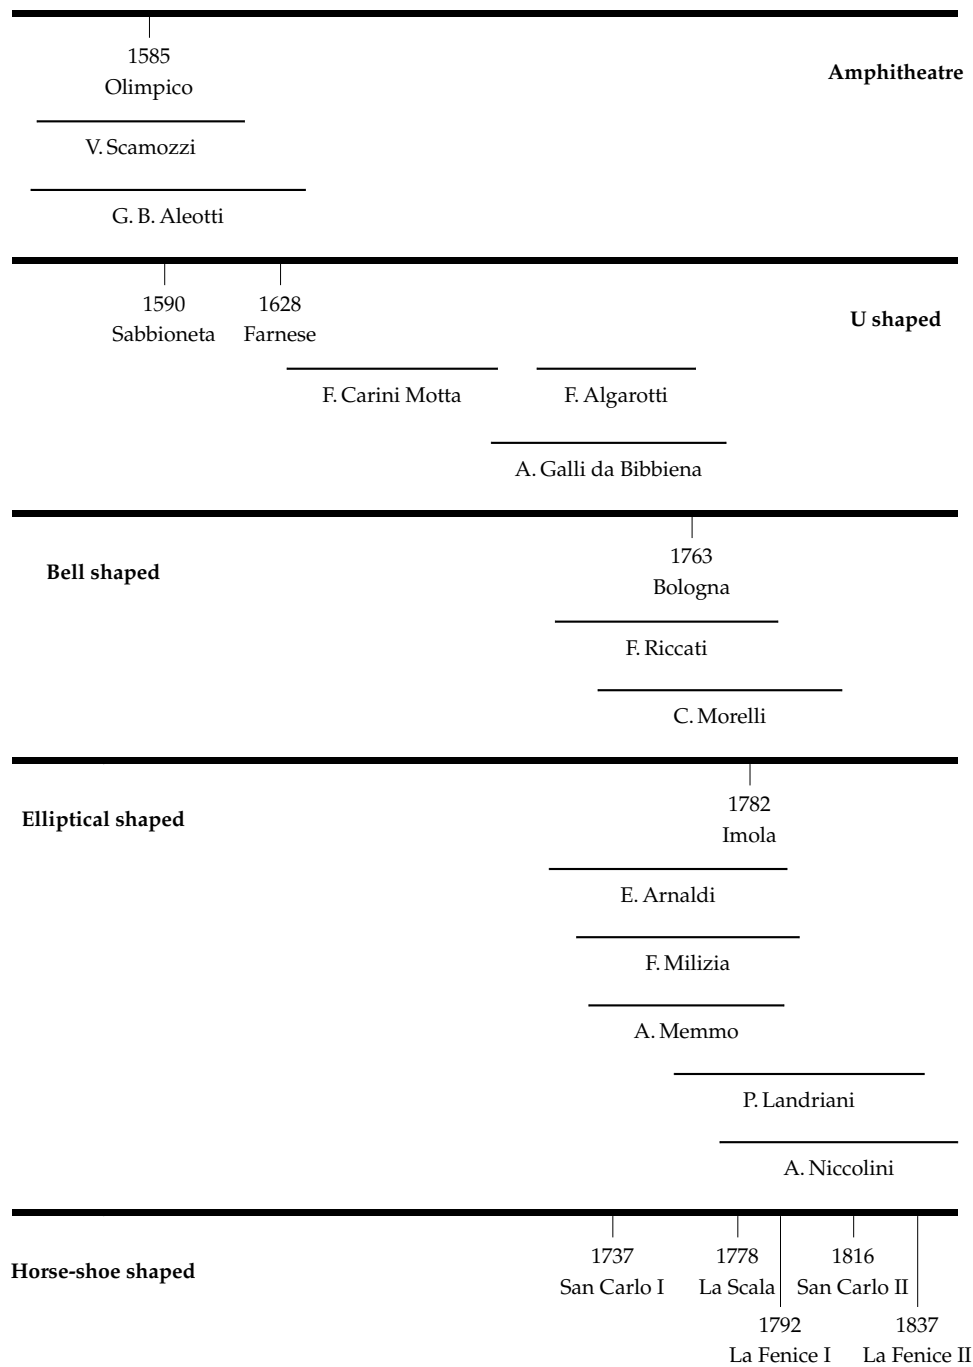 1585
Olimpico
Amphitheatre
V. Scamozzi
G. B. Aleotti
1590 1628
Sabbioneta Farnese
U shaped
F. Carini Motta F. Algarotti
A. Galli da Bibbiena
1763
Bell shaped
Bologna
F. Riccati
C. Morelli
1782
Elliptical shaped
Imola
E. Arnaldi
F. Milizia
A. Memmo
P. Landriani
A. Niccolini
1737 1778 1816
Horse-shoe shaped
San Carlo I La Scala San Carlo II
1792 1837
La Fenice I La Fenice II